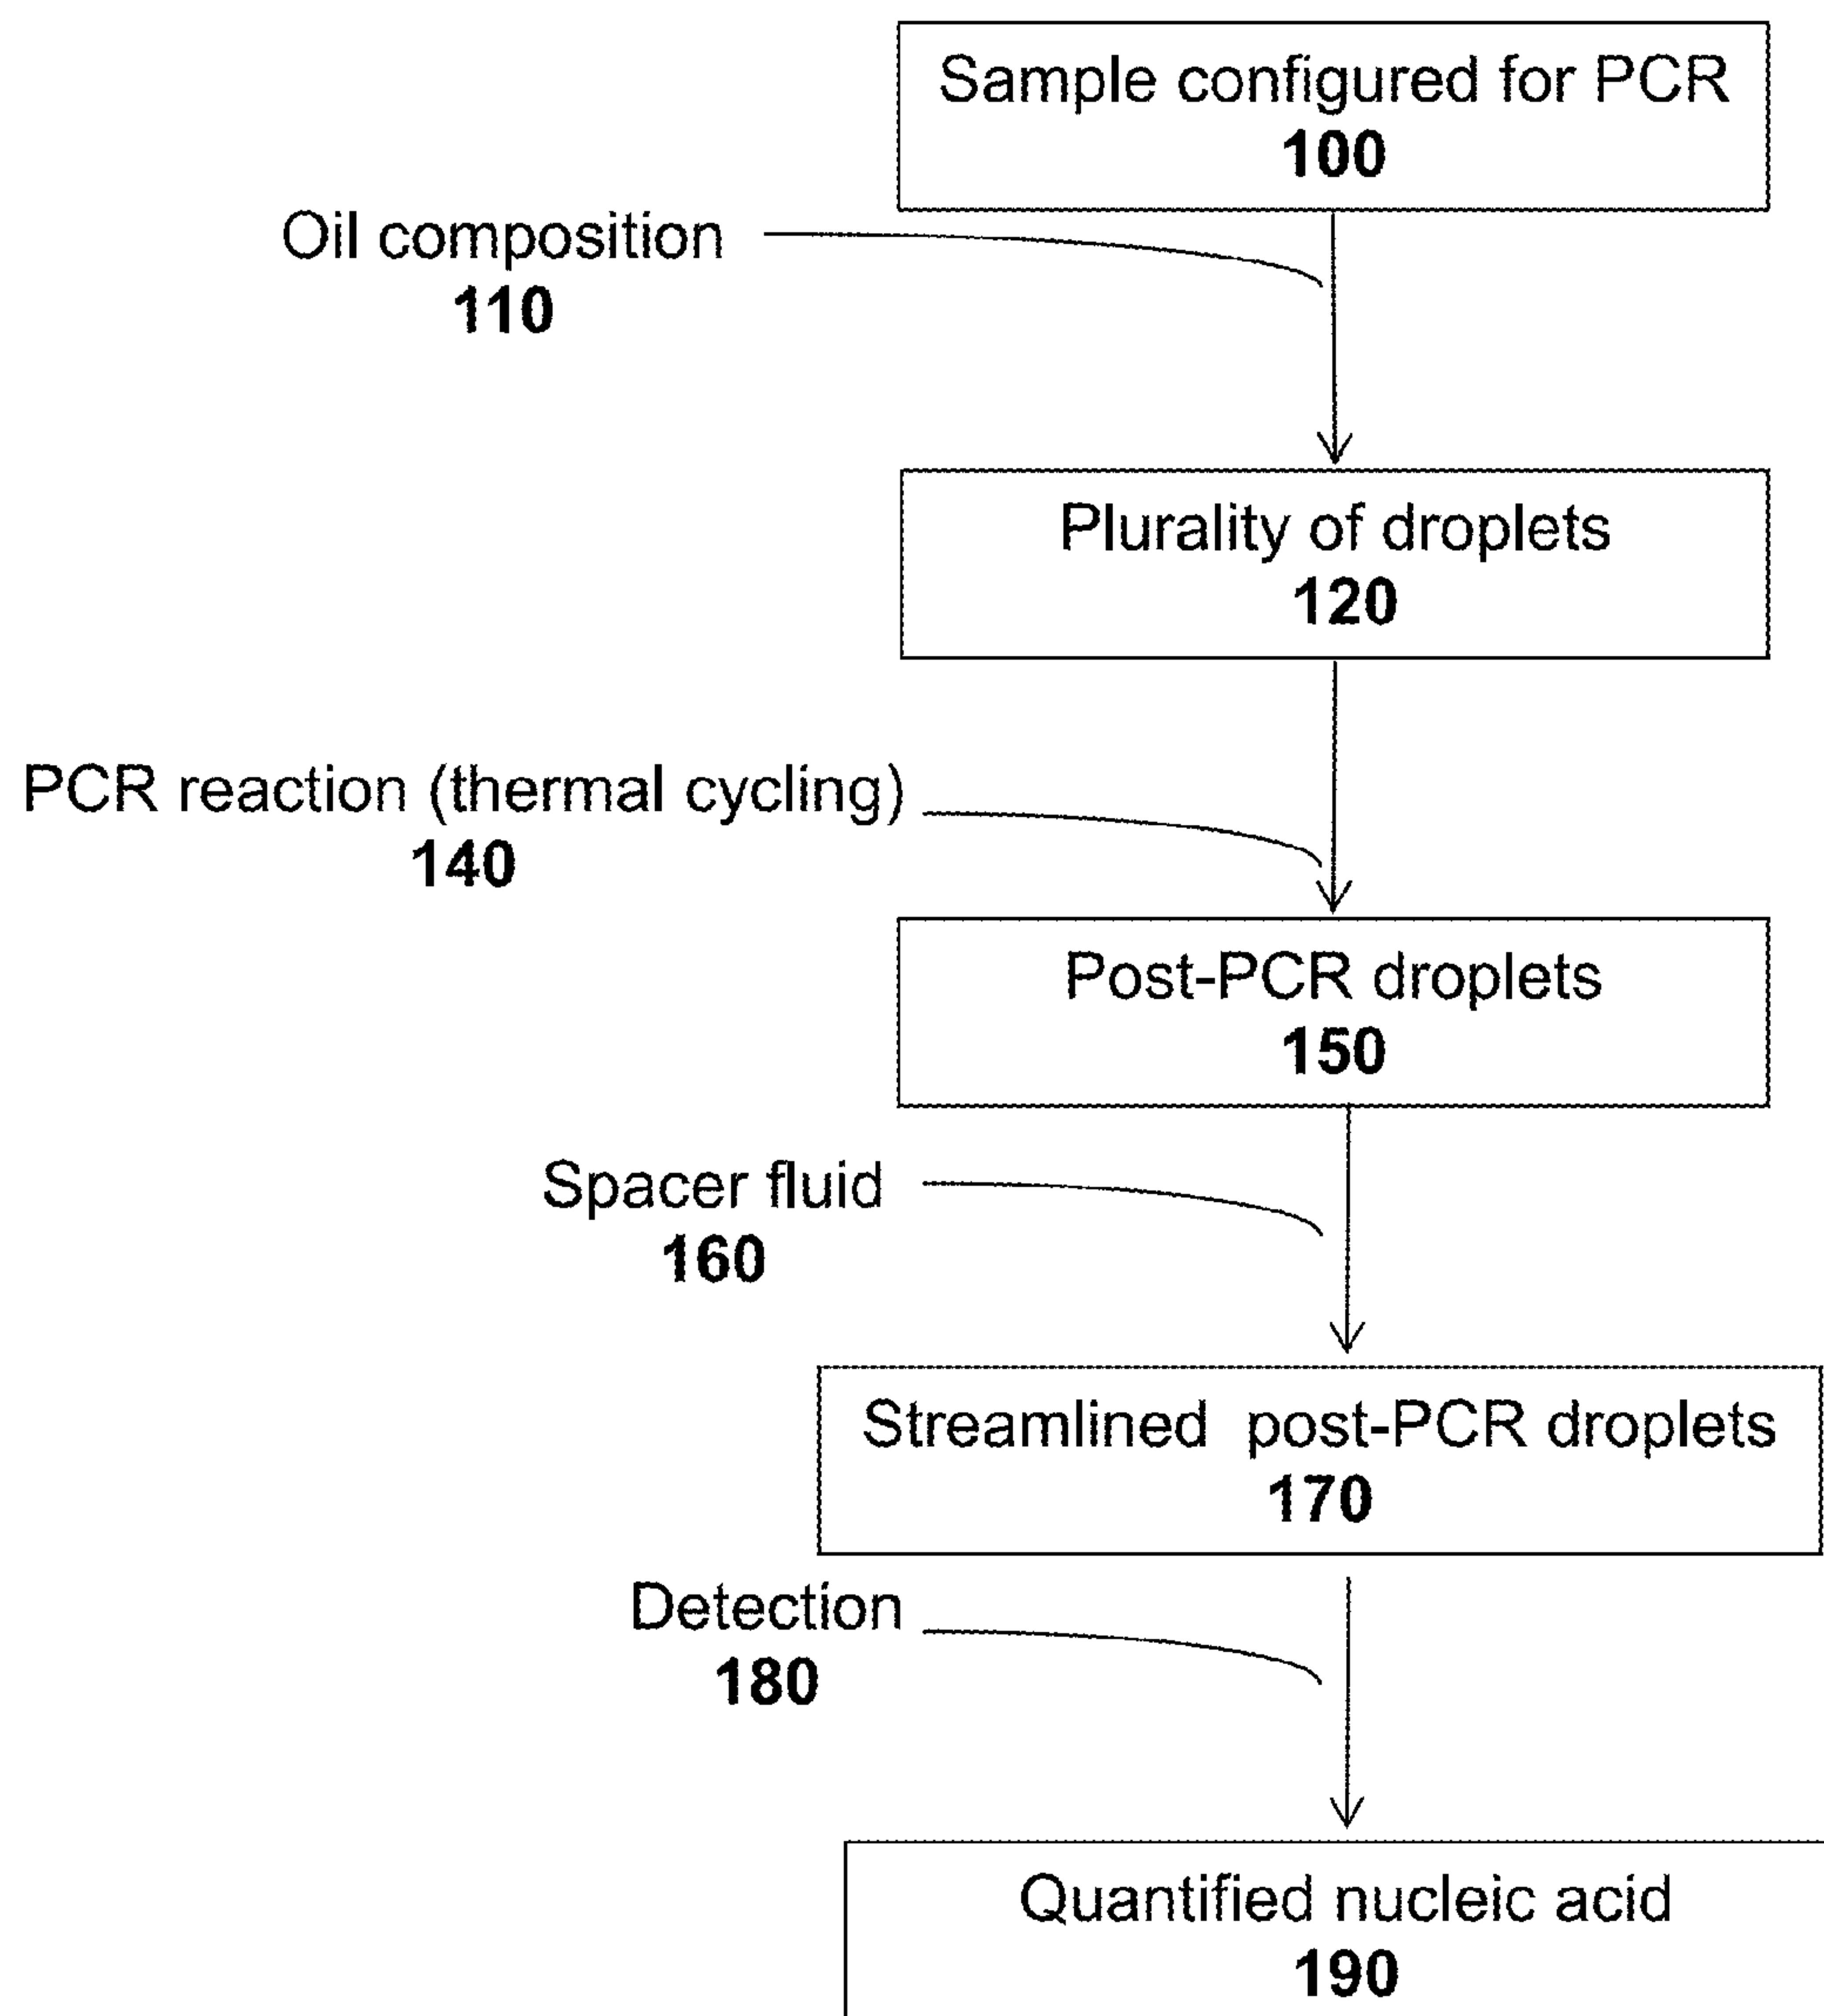 Sample configured for PCR
100
Oil composition
110
Plurality of droplets
120
PCR reaction (thermal cycling)
140
Post-PCR droplets
150
Spacer fluid
160
Streamlined post-PCR droplets
170
Detection
180
Quantified nucleic acid
190